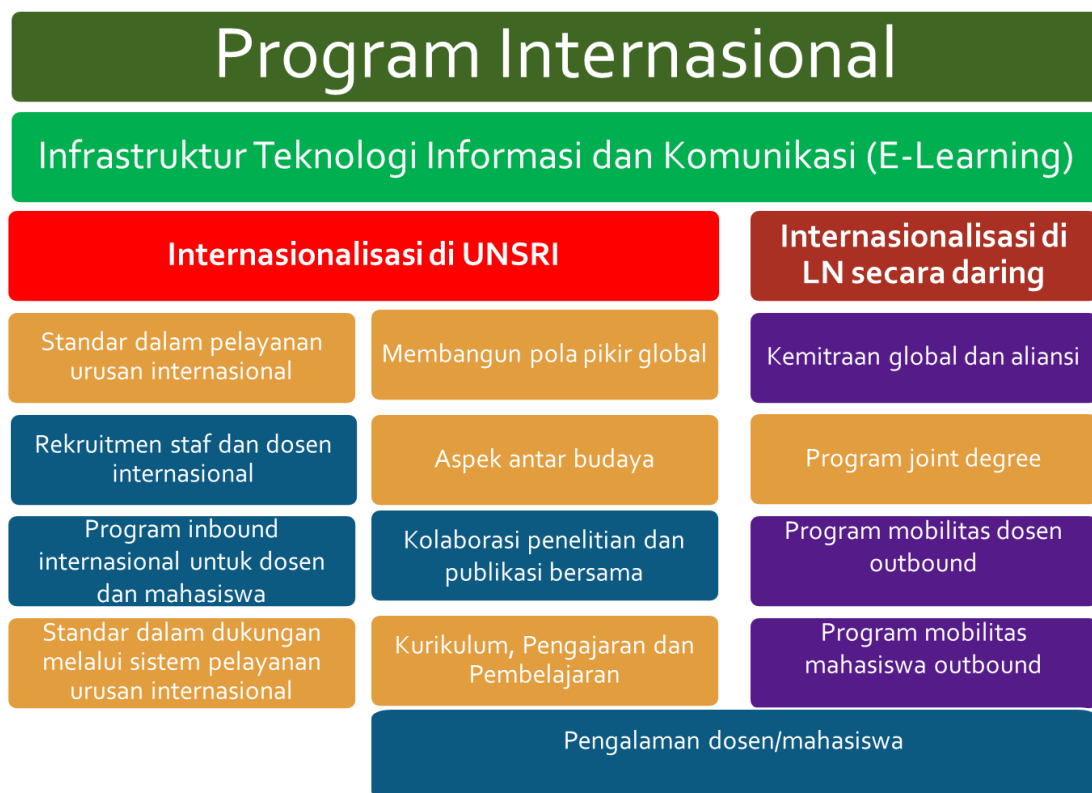 Program Internasional
Infrastruktur Teknologi Informasi dan Komunikasi (E-Learning)
Internasionalisasi di UNSRI
Internasionalisasi di
LN secara daring
Standar dalam pelayanan
urusan internasional
Membangun pola pikir global
Kemitraan global dan aliansi
Rekruitmen staf dan dosen
internasional
Aspek antar budaya
Program joint degree
Program inbound
internasional untuk dosen
dan mahasiswa
Kolaborasi penelitian dan
publikasi bersama
Program mobilitas dosen
outbound
Standar dalam dukungan
melalui sistem pelayanan
urusan internasional
Kurikulum, Pengajaran dan
Pembelajaran
Program mobilitas
mahasiswa outbound
Pengalaman dosen/mahasiswa